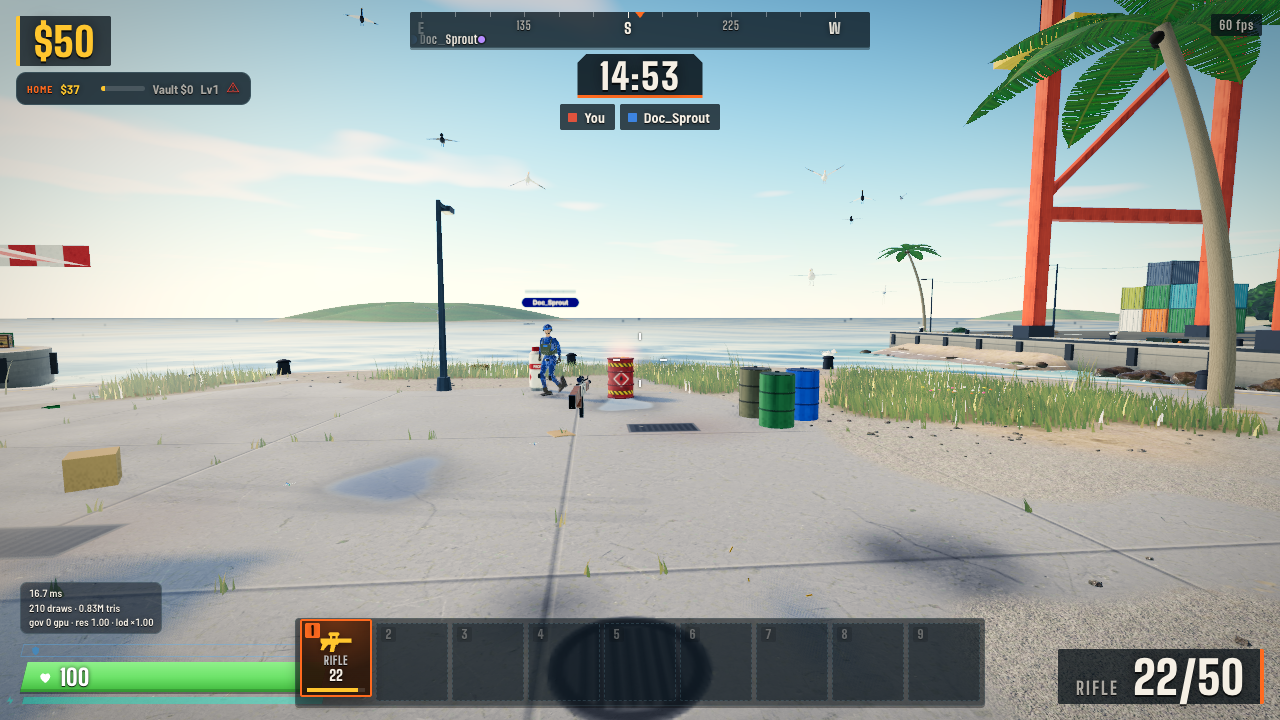 $50
HOME $37 Vault $0 Lv1
E 135 S 225 W
Doc_Sprout
14:53
You Doc_Sprout
60 fps
Doc_Sprout
16.7 ms
210 draws · 0.83M tris
gov 0 gpu · res 1.00 · lod ×1.00
100
1 2 3 4 5 6 7 8 9
RIFLE
22
RIFLE 22/50